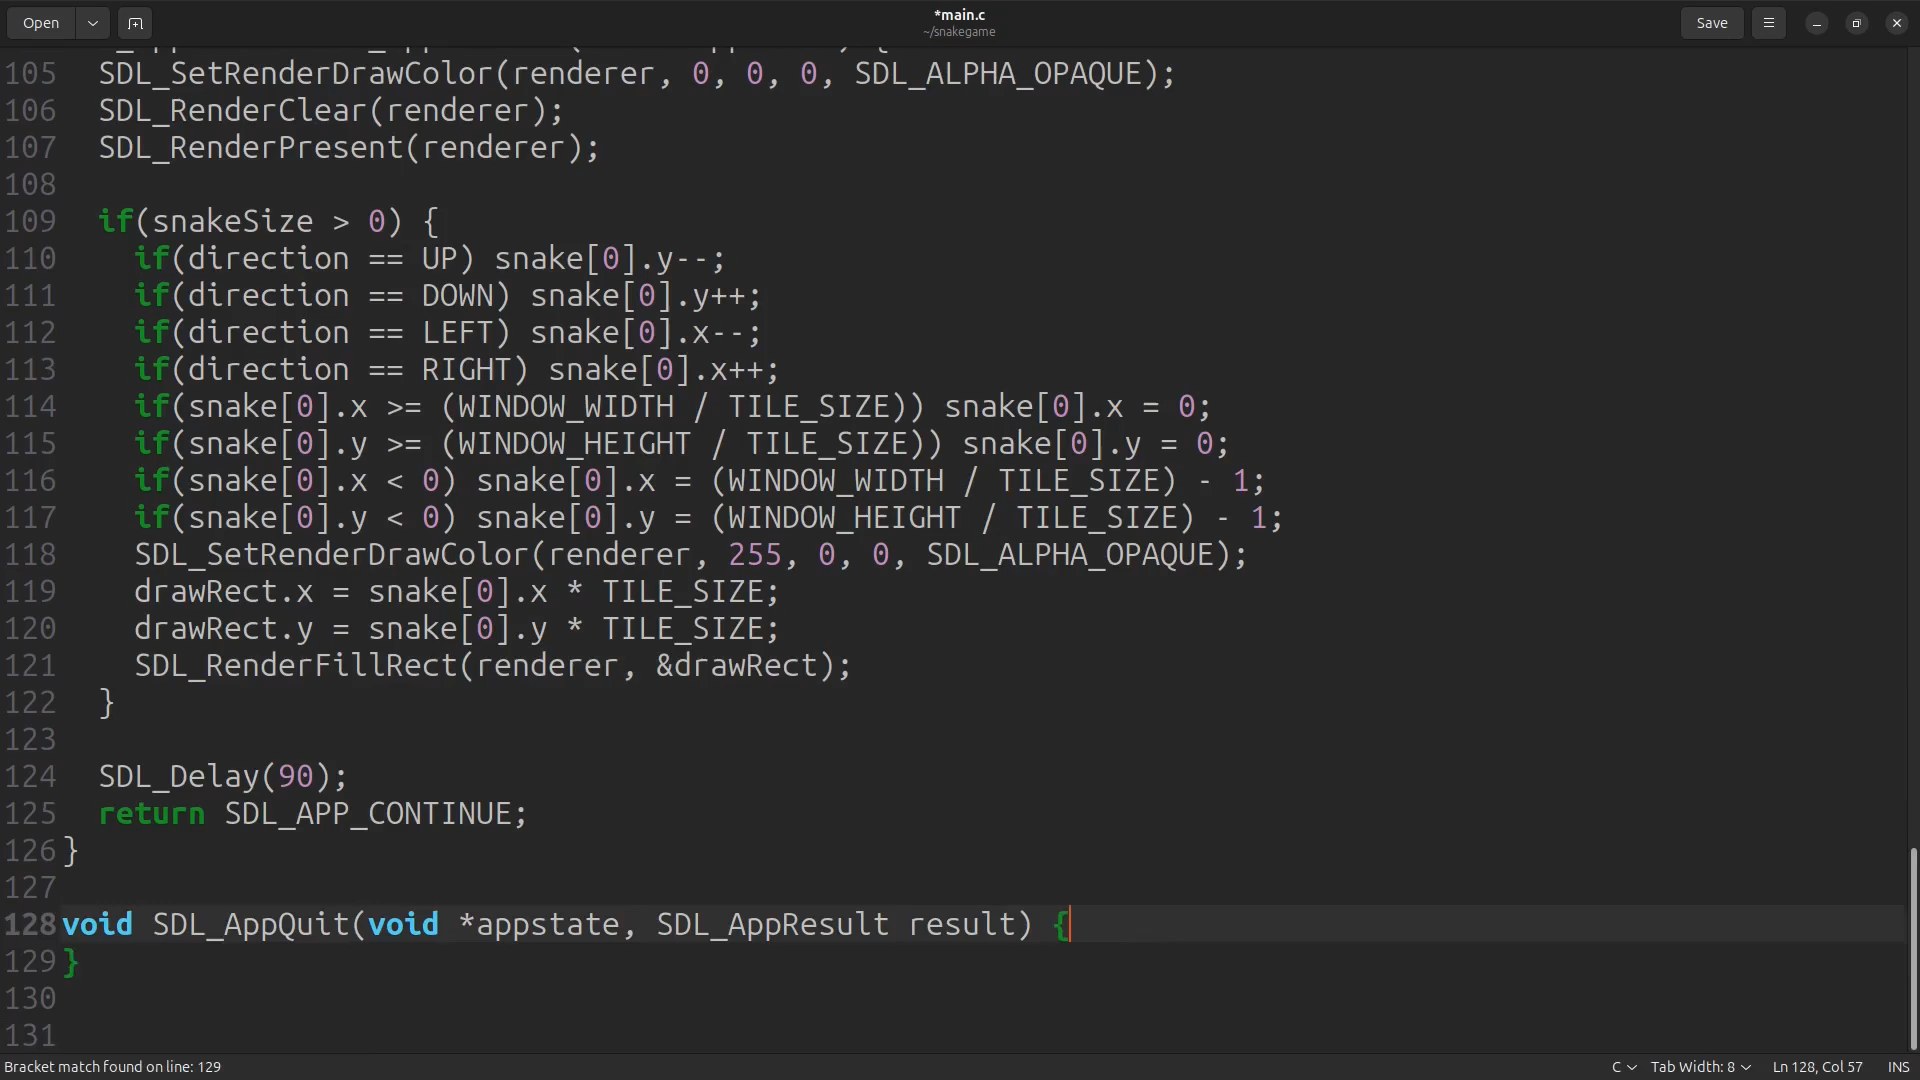 Open
*main.c
~/snakegame
Save
105 SDL_SetRenderDrawColor(renderer, 0, 0, 0, SDL_ALPHA_OPAQUE);
106 SDL_RenderClear(renderer);
107 SDL_RenderPresent(renderer);
108
109 if(snakeSize > 0) {
110 if(direction == UP) snake[0].y--;
111 if(direction == DOWN) snake[0].y++;
112 if(direction == LEFT) snake[0].x--;
113 if(direction == RIGHT) snake[0].x++;
114 if(snake[0].x >= (WINDOW_WIDTH / TILE_SIZE)) snake[0].x = 0;
115 if(snake[0].y >= (WINDOW_HEIGHT / TILE_SIZE)) snake[0].y = 0;
116 if(snake[0].x < 0) snake[0].x = (WINDOW_WIDTH / TILE_SIZE) - 1;
117 if(snake[0].y < 0) snake[0].y = (WINDOW_HEIGHT / TILE_SIZE) - 1;
118 SDL_SetRenderDrawColor(renderer, 255, 0, 0, SDL_ALPHA_OPAQUE);
119 drawRect.x = snake[0].x * TILE_SIZE;
120 drawRect.y = snake[0].y * TILE_SIZE;
121 SDL_RenderFillRect(renderer, &drawRect);
122 }
123
124 SDL_Delay(90);
125 return SDL_APP_CONTINUE;
126 }
127
128 void SDL_AppQuit(void *appstate, SDL_AppResult result) {
129 }
130
131
Bracket match found on line: 129
C
Tab Width: 8
Ln 128, Col 57
INS